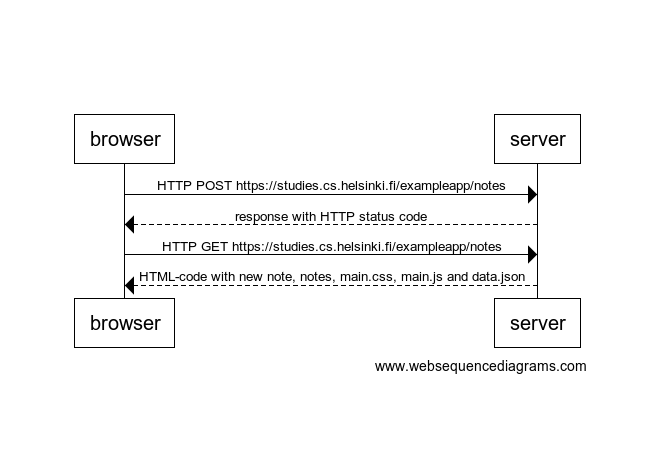 browser server
HTTP POST https://studies.cs.helsinki.fi/exampleapp/notes
response with HTTP status code
HTTP GET https://studies.cs.helsinki.fi/exampleapp/notes
HTML-code with new note, notes, main.css, main.js and data.json
browser server
www.websequencediagrams.com